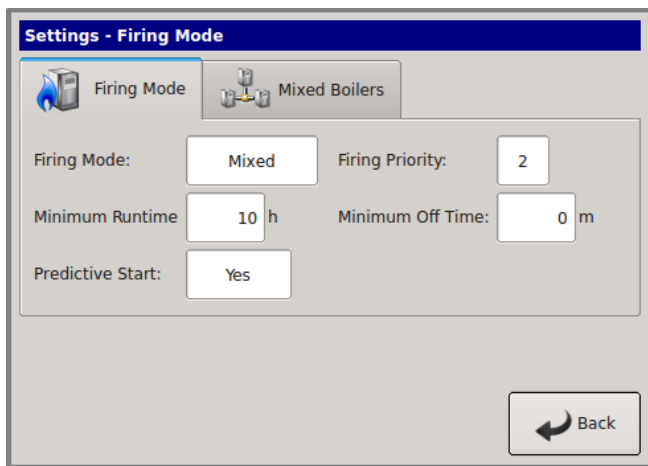 Settings - Firing Mode
Firing Mode Mixed Boilers
Firing Mode: Mixed Firing Priority: 2
Minimum Runtime 10 h Minimum Off Time: 0 m
Predictive Start: Yes
Back